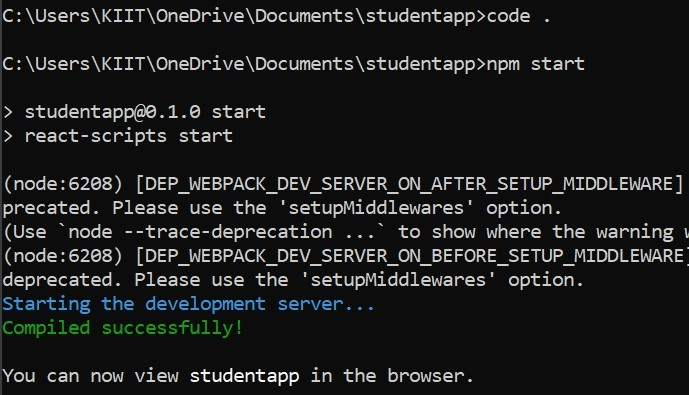 C:\Users\KIIT\OneDrive\Documents\studentapp>code .
C:\Users\KIIT\OneDrive\Documents\studentapp>npm start
> studentapp@0.1.0 start
> react-scripts start
(node:6208) [DEP_WEBPACK_DEV_SERVER_ON_AFTER_SETUP_MIDDLEWARE]
precated. Please use the 'setupMiddlewares' option.
(Use `node --trace-deprecation ...` to show where the warning
(node:6208) [DEP_WEBPACK_DEV_SERVER_ON_BEFORE_SETUP_MIDDLEWARE]
deprecated. Please use the 'setupMiddlewares' option.
Starting the development server...
Compiled successfully!
You can now view studentapp in the browser.